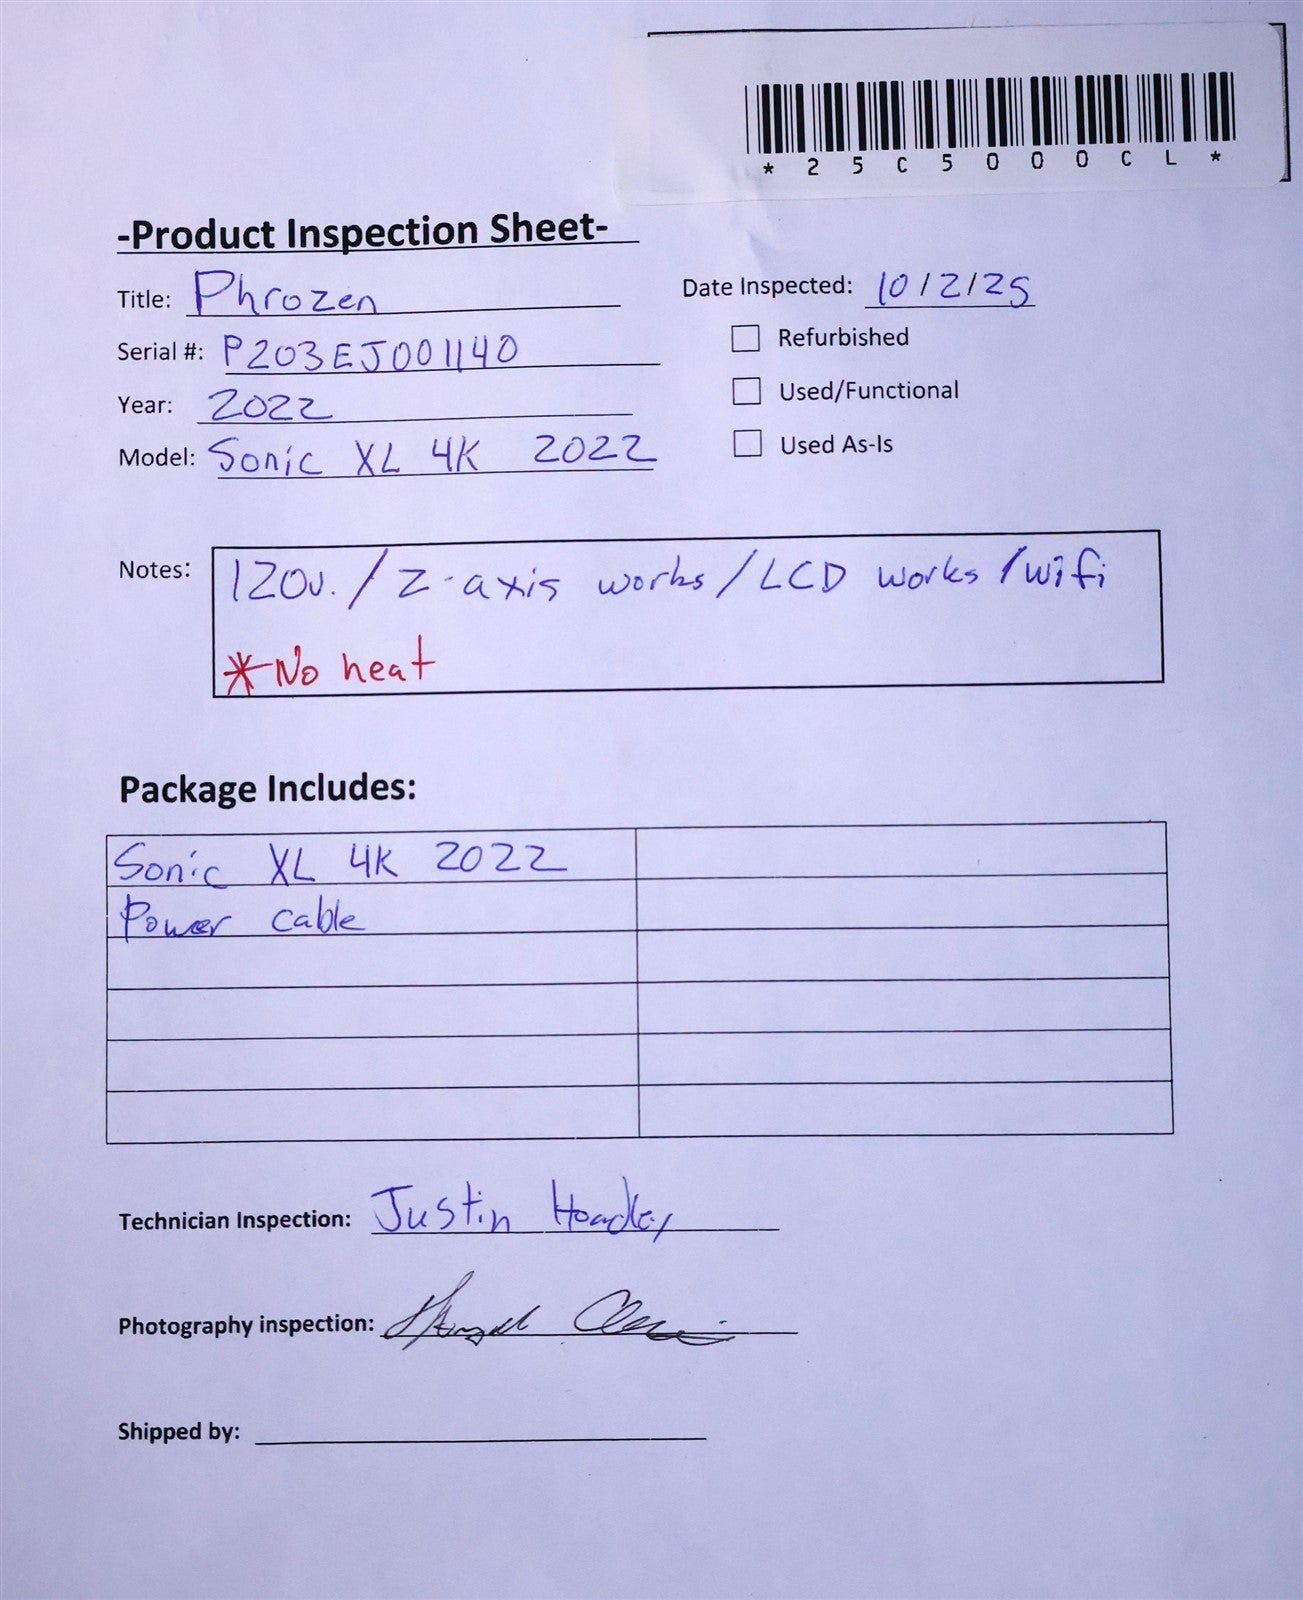 *25C5000CL*
-Product Inspection Sheet-
Title: Phrozen
Date Inspected: 10/2/25
Serial #: P203EJ001140
Refurbished
Year: 2022
Used/Functional
Model: Sonic XL 4K 2022
Used As-Is
Notes: 120v. / Z-axis works / LCD works / wifi
*No heat
Package Includes:
Sonic XL 4K 2022
Power cable
Technician Inspection: Justin Hoadley
Photography inspection:
Shipped by: